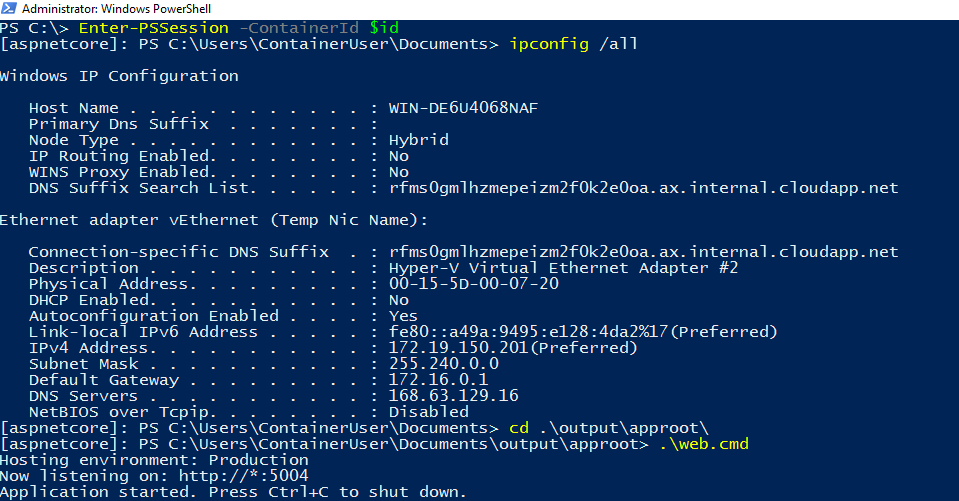 Administrator: Windows PowerShell
PS C:\> Enter-PSSession -ContainerId $id
[aspnetcore]: PS C:\Users\ContainerUser\Documents> ipconfig /all
Windows IP Configuration
Host Name . . . . . . . . . . . . : WIN-DE6U4068NAF
Primary Dns Suffix  . . . . . . . :
Node Type . . . . . . . . . . . . : Hybrid
IP Routing Enabled. . . . . . . . : No
WINS Proxy Enabled. . . . . . . . : No
DNS Suffix Search List. . . . . . : rfms0gmlhzmepeizm2f0k2e0oa.ax.internal.cloudapp.net
Ethernet adapter vEthernet (Temp Nic Name):
Connection-specific DNS Suffix  . : rfms0gmlhzmepeizm2f0k2e0oa.ax.internal.cloudapp.net
Description . . . . . . . . . . . : Hyper-V Virtual Ethernet Adapter #2
Physical Address. . . . . . . . . : 00-15-5D-00-07-20
DHCP Enabled. . . . . . . . . . . : No
Autoconfiguration Enabled . . . . : Yes
Link-local IPv6 Address . . . . . : fe80::a49a:9495:e128:4da2%17(Preferred)
IPv4 Address. . . . . . . . . . . : 172.19.150.201(Preferred)
Subnet Mask . . . . . . . . . . . : 255.240.0.0
Default Gateway . . . . . . . . . : 172.16.0.1
DNS Servers . . . . . . . . . . . : 168.63.129.16
NetBIOS over Tcpip. . . . . . . . : Disabled
[aspnetcore]: PS C:\Users\ContainerUser\Documents> cd .\output\approot\
[aspnetcore]: PS C:\Users\ContainerUser\Documents\output\approot> .\web.cmd
Hosting environment: Production
Now listening on: http://*:5004
Application started. Press Ctrl+C to shut down.